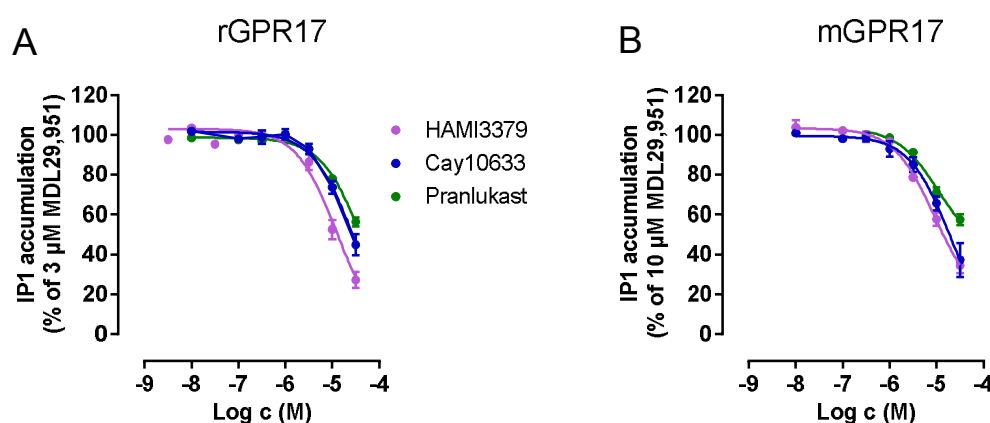 A
rGPR17
IP1 accumulation
(% of 3 µM MDL29,951)
120
100
80
60
40
20
0
-9
-8
-7
-6
-5
-4
Log c (M)
HAMI3379
Cay10633
Pranlukast
B
mGPR17
IP1 accumulation
(% of 10 µM MDL29,951)
120
100
80
60
40
20
0
-9
-8
-7
-6
-5
-4
Log c (M)